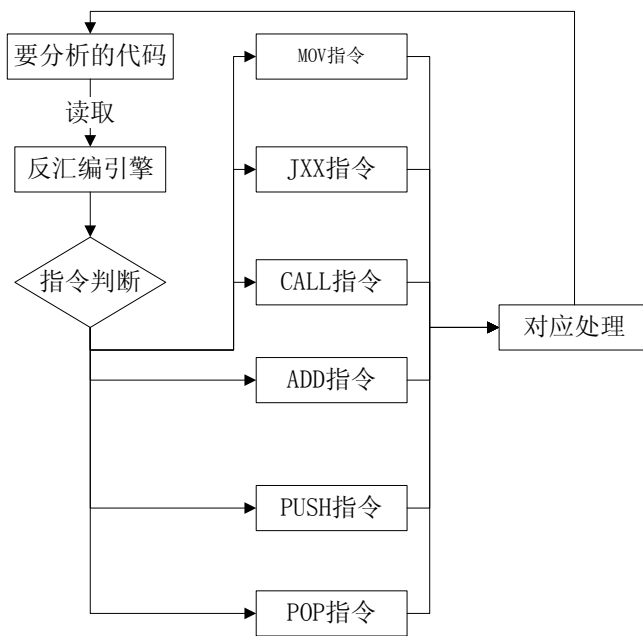 要分析的代码
读取
反汇编引擎
指令判断
MOV指令
JXX指令
CALL指令
ADD指令
PUSH指令
POP指令
对应处理